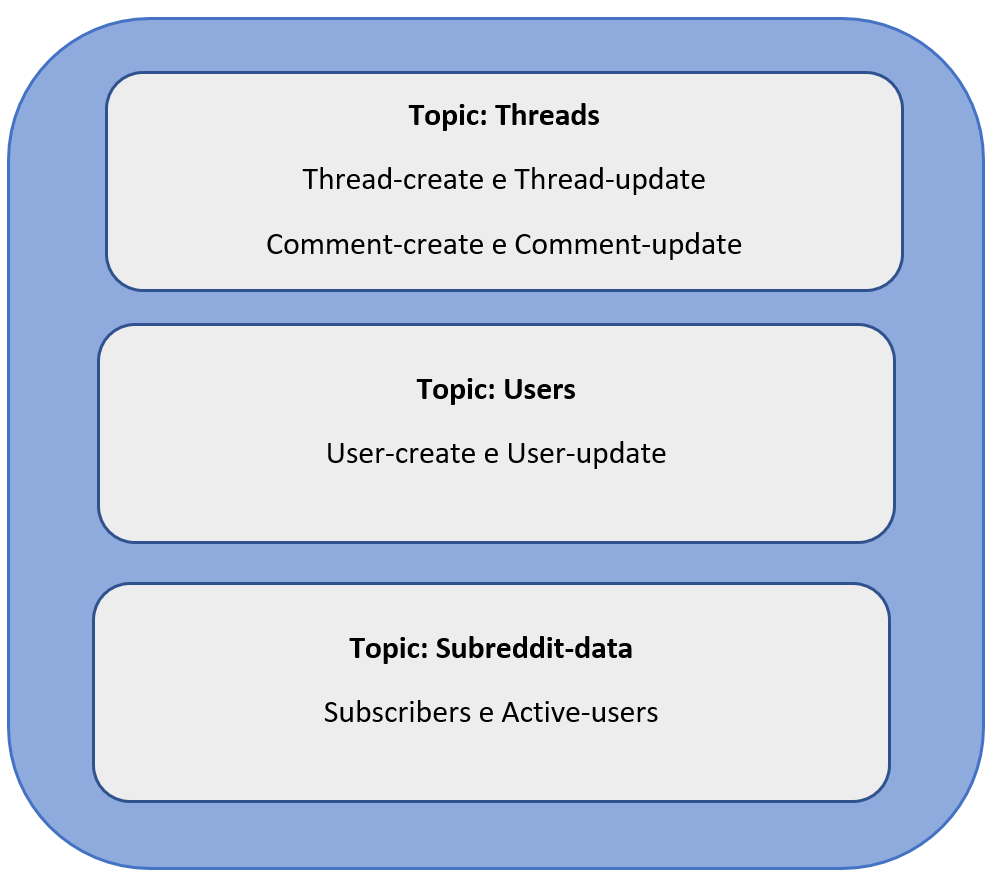 Topic: Threads
Thread-create e Thread-update
Comment-create e Comment-update
Topic: Users
User-create e User-update
Topic: Subreddit-data
Subscribers e Active-users